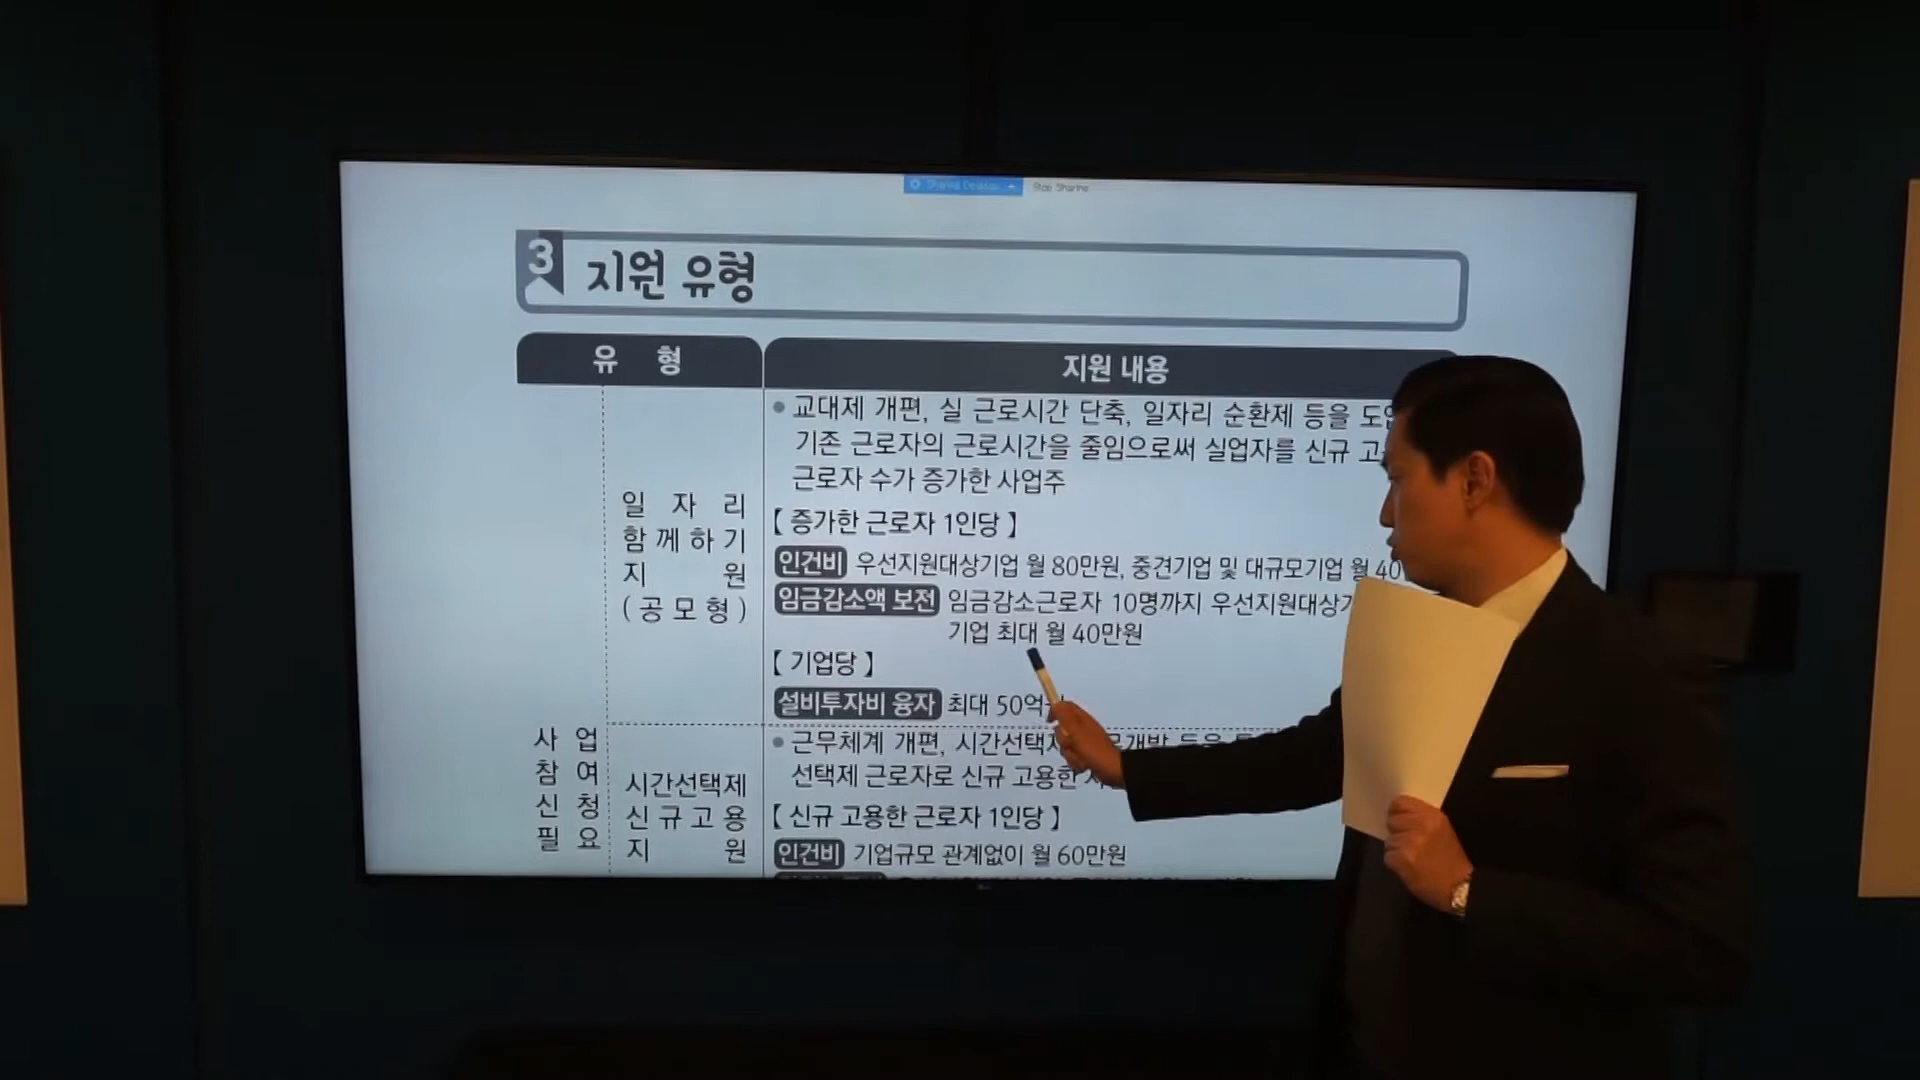 Stop Sharing
3 지원 유형
유 형
지원 내용
사 업
참 여
신 청
필 요
일 자 리
함 께 하 기
지 원
( 공 모 형 )
● 교대제 개편, 실 근로시간 단축, 일자리 순환제 등을
기존 근로자의 근로시간을 줄임으로써 실업자를 신규
근로자 수가 증가한 사업주
【 증가한 근로자 1인당 】
인건비 우선지원대상기업 월 80만원, 중견기업 및 대규모기업 월 40
임금감소액 보전 임금감소근로자 10명까지 우선지원대상
기업 최대 월 40만원
【 기업당 】
설비투자비 융자 최대 50억
시간선택제
신 규 고 용
지 원
● 근무체계 개편,
선택제 근로자로 신규 고용한
【 신규 고용한 근로자 1인당 】
인건비 기업규모 관계없이 월 60만원